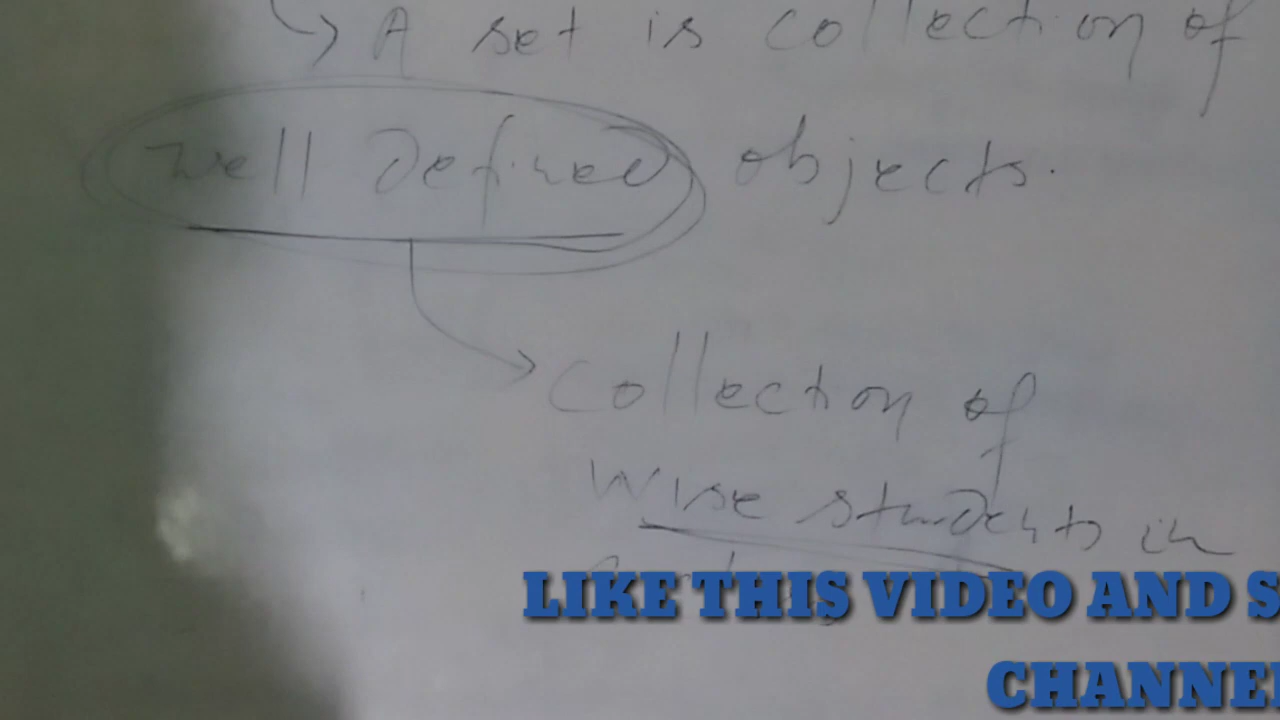 A set is collection of
well defined objects.
collection of
wise students in
LIKE THIS VIDEO AND S
CHANNE